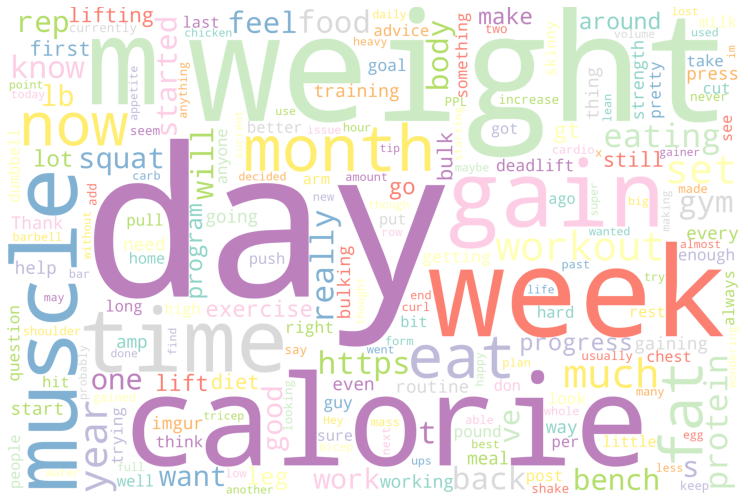 rep
lifting
last
feel
food
daily
advice
body
make
around
cut
used
lost
milk
currently
chicken
heavy
two
skinny
volume
im
first
know
lb
started
m
weight
goal
training
something
thing
strength
pretty
take
press
never
point
today
anything
PPL
increase
x
lean
see
appetite
seem
use
issue
hour
better
got
cardio
gainer
now
month
eating
set
gym
lot
squat
will
anyone
decided
tip
arm
amount
bulk
go
maybe
deadlift
still
super
big
made
carb
add
Thank
pull
going
new
put
row
ago
making
wanted
every
barbell
without
home
program
need
push
day
gain
workout
almost
enough
help
bar
may
really
bulking
getting
past
try
long
exercise
end
curl
life
rest
always
question
shoulder
muscle
high
right
bit
form
hard
week
time
amp
find
say
went
happy
plan
usually
chest
gaining
progress
hit
done
probably
one
https
eat
much
fat
protein
year
lift
diet
even
routine
don
look
many
start
gained
imgur
good
looking
guy
mass
able
whole
egg
trying
think
tricep
Hey
sure
next
t
ve
pound
best
way
per
little
less
s
people
well
full
low
want
another
leg
calorie
work
working
ups
back
meal
shake
post
bench
keep